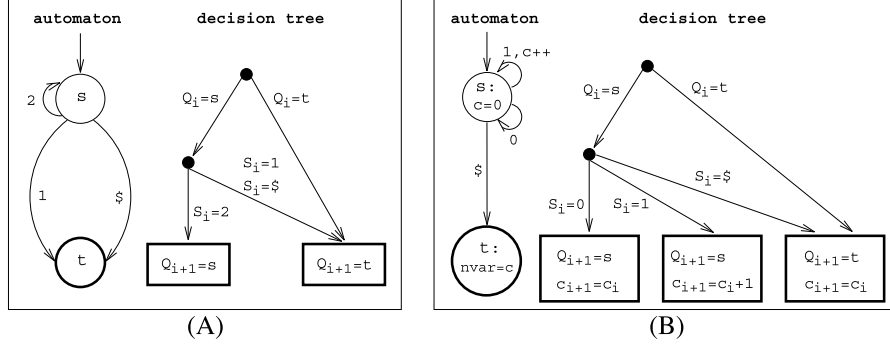 automaton
decision tree
s
2
1
$
t
Q_i=s
Q_i=t
S_i=1
S_i=$
S_i=2
Q_{i+1}=s
Q_{i+1}=t
(A)
automaton
decision tree
1,c++
s:
c=0
0
$
t:
nvar=c
Q_i=s
Q_i=t
S_i=$
S_i=0
S_i=1
Q_{i+1}=s
c_{i+1}=c_i
Q_{i+1}=s
c_{i+1}=c_i+1
Q_{i+1}=t
c_{i+1}=c_i
(B)